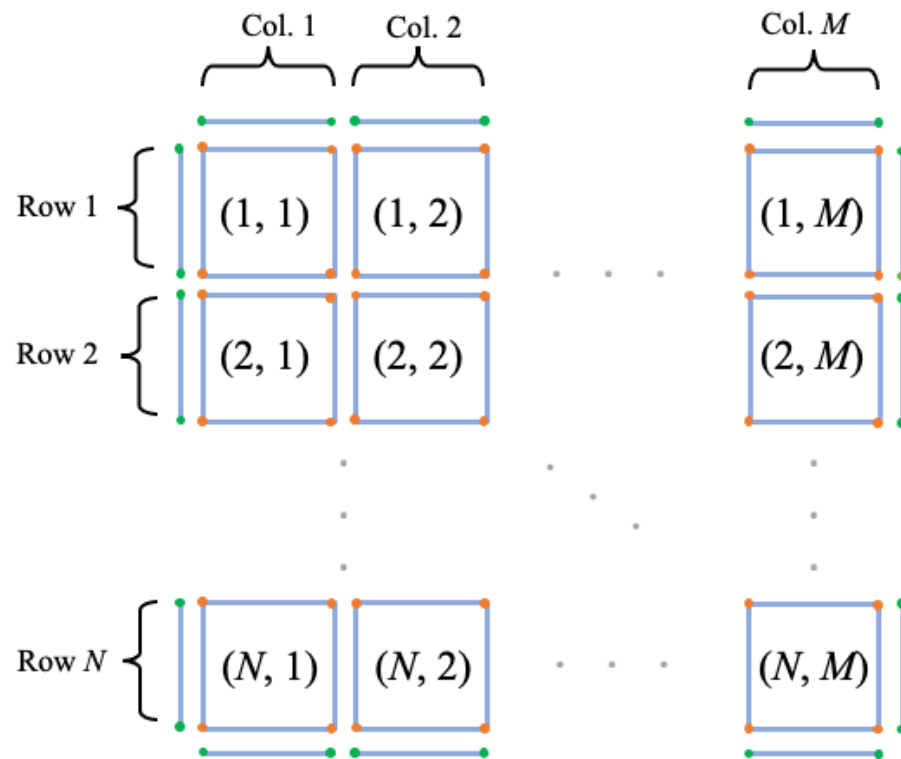 Col. 1 Col. 2 Col. M
Row 1 (1, 1) (1, 2) (1, M)
Row 2 (2, 1) (2, 2) (2, M)
Row N (N, 1) (N, 2) (N, M)